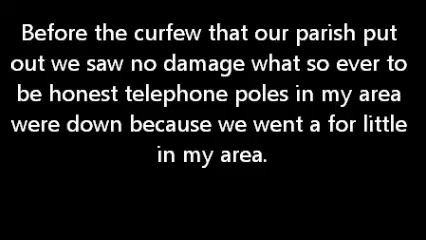 Before the curfew that our parish put
out we saw no damage what so ever to
be honest telephone poles in my area
were down because we went a for little
in my area.